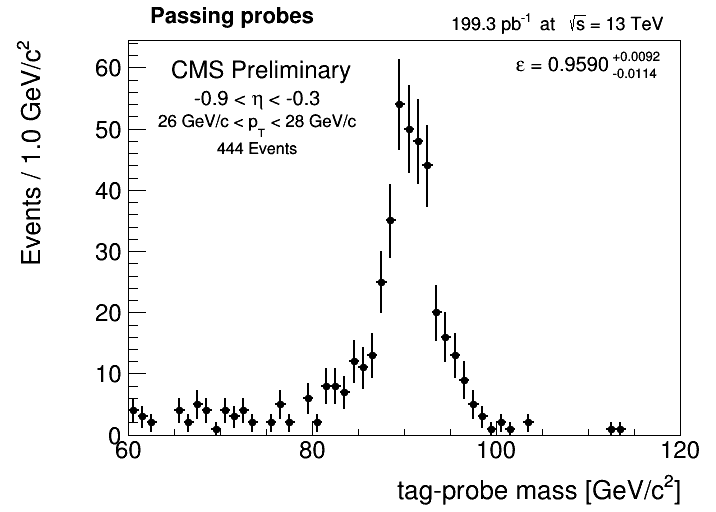 Passing probes
199.3 pb⁻¹ at √s = 13 TeV
CMS Preliminary
-0.9 < η < -0.3
26 GeV/c < p_T < 28 GeV/c
444 Events
ε = 0.9590 +0.0092 -0.0114
Events / 1.0 GeV/c²
60
50
40
30
20
10
0
60 80 100 120
tag-probe mass [GeV/c²]